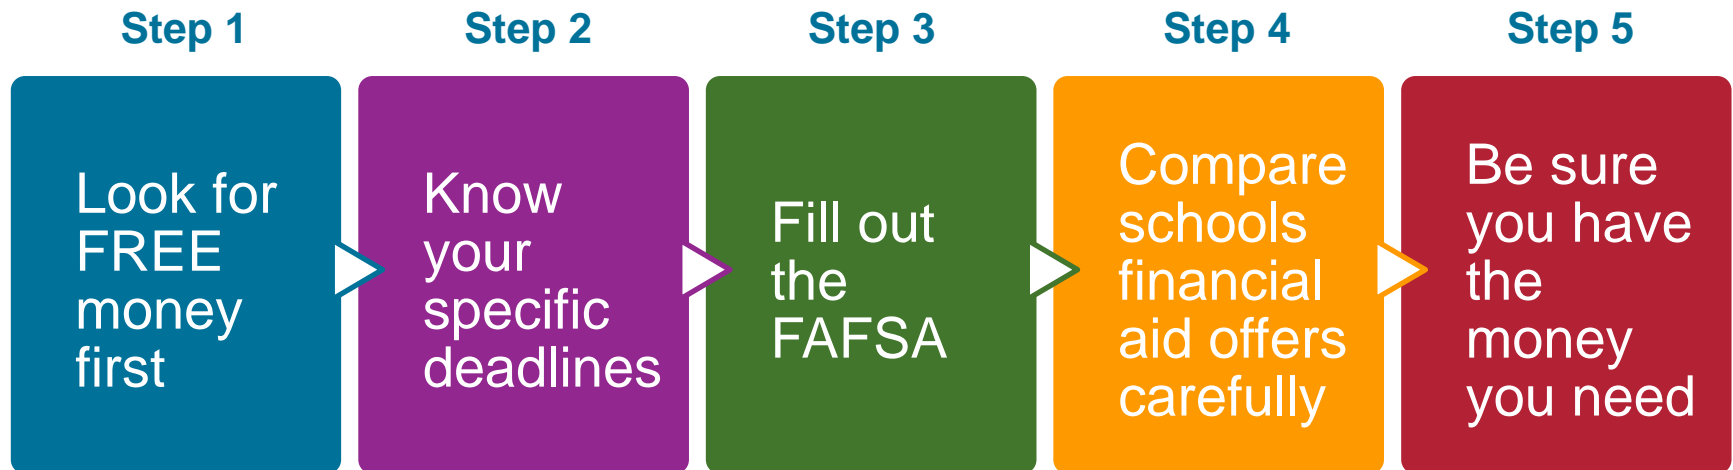 Step 1
Step 2
Step 3
Step 4
Step 5
Look for
FREE
money
first
Know
your
specific
deadlines
Fill out
the
FAFSA
Compare
schools
financial
aid offers
carefully
Be sure
you have
the
money
you need